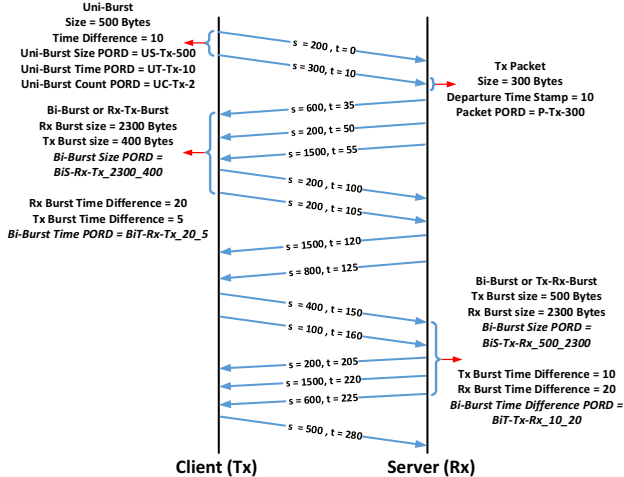 Uni-Burst
Size = 500 Bytes
Time Difference = 10
Uni-Burst Size PORD = US-Tx-500
Uni-Burst Time PORD = UT-Tx-10
Uni-Burst Count PORD = UC-Tx-2
Bi-Burst or Rx-Tx-Burst
Rx Burst size = 2300 Bytes
Tx Burst size = 400 Bytes
Bi-Burst Size PORD =
BiS-Rx-Tx_2300_400
Rx Burst Time Difference = 20
Tx Burst Time Difference = 5
Bi-Burst Time PORD = BiT-Rx-Tx_20_5
s = 200 , t = 0
s = 300, t = 10
s = 600, t = 35
s = 200, t = 50
s = 1500, t = 55
s = 200 , t = 100
s = 200 , t = 105
s = 1500, t = 120
s = 800, t = 125
s = 400, t = 150
s = 100, t = 160
s = 200, t = 205
s = 1500, t = 220
s = 600, t = 225
s = 500 , t = 280
Tx Packet
Size = 300 Bytes
Departure Time Stamp = 10
Packet PORD = P-Tx-300
Bi-Burst or Tx-Rx-Burst
Tx Burst size = 500 Bytes
Rx Burst size = 2300 Bytes
Bi-Burst Size PORD =
BiS-Tx-Rx_500_2300
Tx Burst Time Difference = 10
Rx Burst Time Difference = 20
Bi-Burst Time Difference PORD =
BiT-Tx-Rx_10_20
Client (Tx)
Server (Rx)